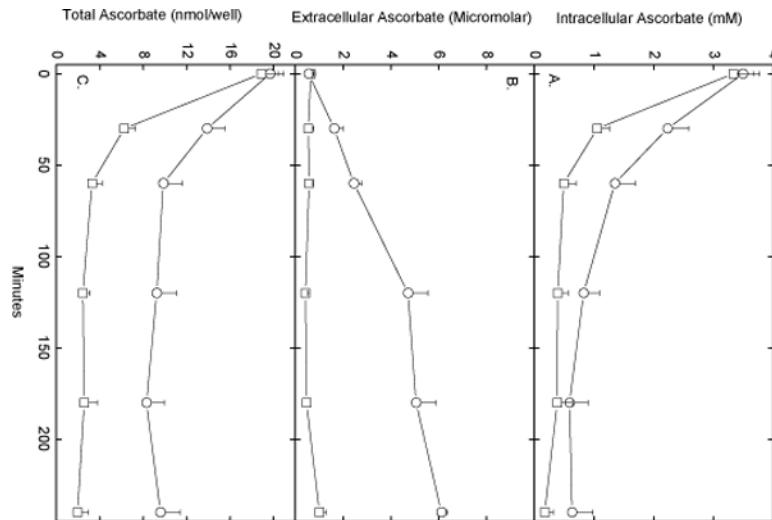 Total Ascorbate (nmol/well)
Extracellular Ascorbate (Micromolar)
Intracellular Ascorbate (mM)
0 4 8 12 16 20
0 2 4 6
0 1 2 3 4
C.
B.
A.
0
50
100
150
200
Minutes